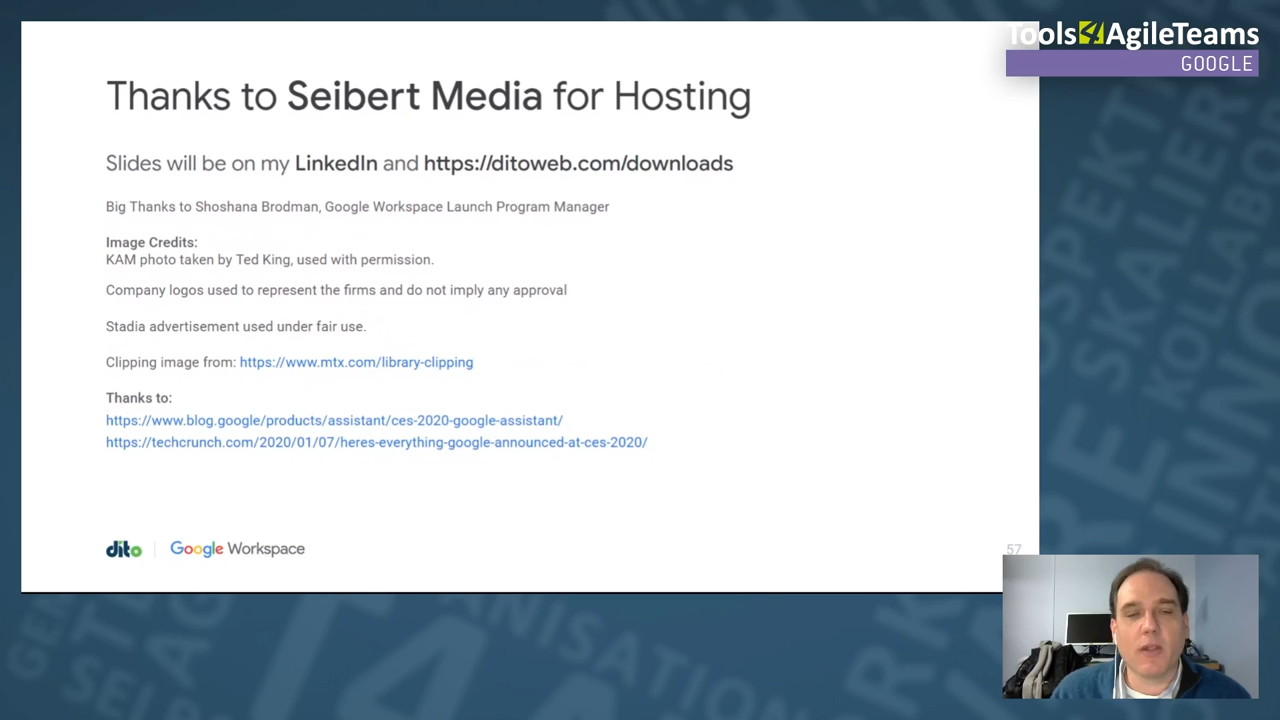 Tools4AgileTeams
GOOGLE
Thanks to Seibert Media for Hosting
Slides will be on my LinkedIn and https://ditoweb.com/downloads
Big Thanks to Shoshana Brodman, Google Workspace Launch Program Manager
Image Credits:
KAM photo taken by Ted King, used with permission.
Company logos used to represent the firms and do not imply any approval
Stadia advertisement used under fair use.
Clipping image from: https://www.mtx.com/library-clipping
Thanks to:
https://www.blog.google/products/assistant/ces-2020-google-assistant/
https://techcrunch.com/2020/01/07/heres-everything-google-announced-at-ces-2020/
dito | Google Workspace
57